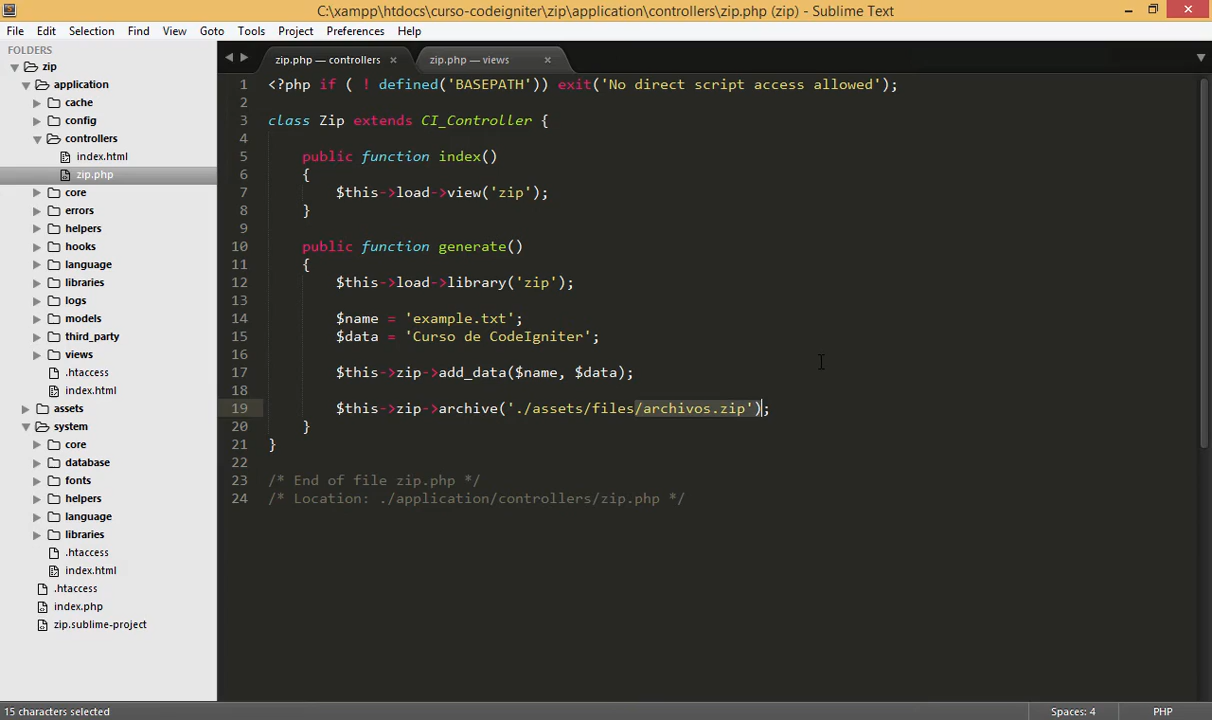 C:\xampp\htdocs\curso-codeigniter\zip\application\controllers\zip.php (zip) - Sublime Text
File Edit Selection Find View Goto Tools Project Preferences Help
FOLDERS
zip
application
cache
config
controllers
index.html
zip.php
core
errors
helpers
hooks
language
libraries
logs
models
third_party
views
.htaccess
index.html
assets
system
core
database
fonts
helpers
language
libraries
.htaccess
index.html
.htaccess
index.php
zip.sublime-project
zip.php — controllers
zip.php — views
1 <?php if ( ! defined('BASEPATH')) exit('No direct script access allowed');
2
3 class Zip extends CI_Controller {
4
5     public function index()
6     {
7         $this->load->view('zip');
8     }
9
10     public function generate()
11     {
12         $this->load->library('zip');
13
14         $name = 'example.txt';
15         $data = 'Curso de CodeIgniter';
16
17         $this->zip->add_data($name, $data);
18
19         $this->zip->archive('./assets/files/archivos.zip');
20     }
21 }
22
23 /* End of file zip.php */
24 /* Location: ./application/controllers/zip.php */
15 characters selected
Spaces: 4
PHP